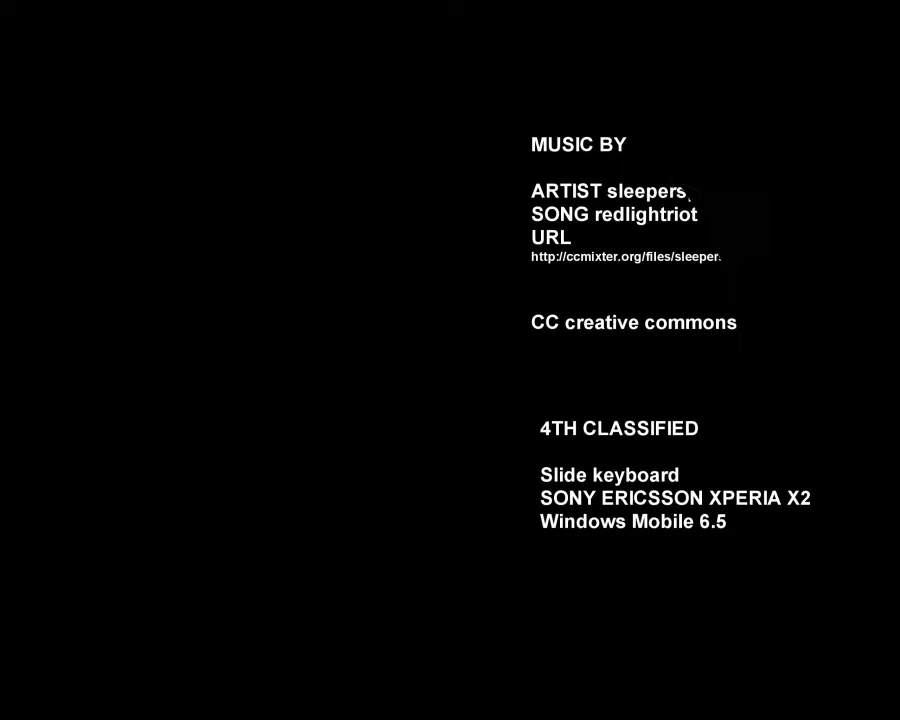 MUSIC BY
ARTIST sleepers
SONG redlightriot
URL
http://ccmixter.org/files/sleeper
CC creative commons
4TH CLASSIFIED
Slide keyboard
SONY ERICSSON XPERIA X2
Windows Mobile 6.5